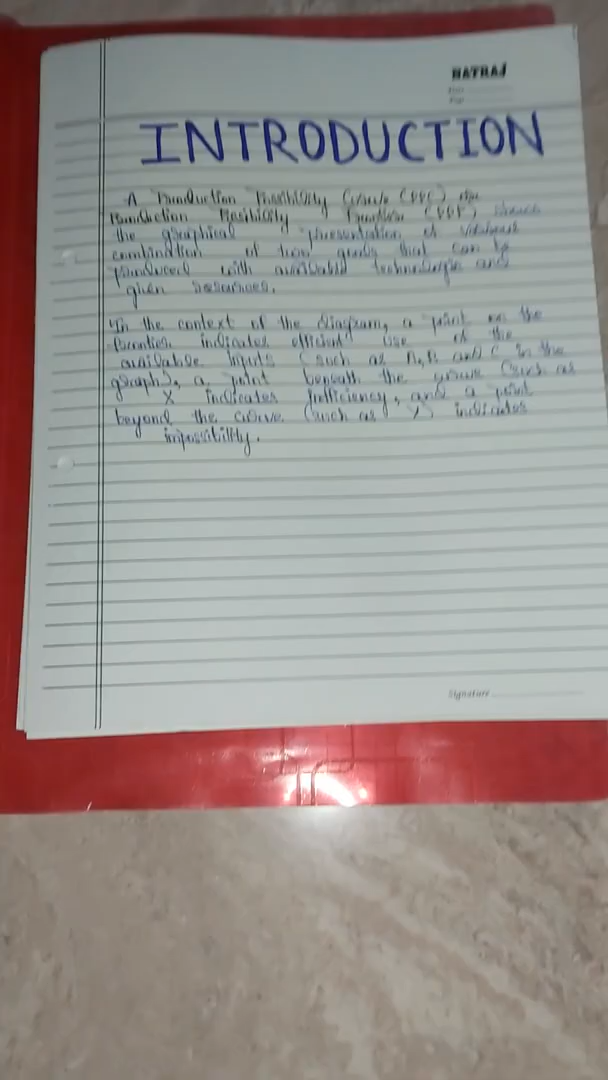 NATRAJ
INTRODUCTION
A Production Possibility Curve (PPC) or
Production Possibility Frontier (PPF) shows
the graphical presentation of various
combination of two goods that can be
produced with available technologie and
given resources.
In the context of the diagram, a point on the
frontier indicates efficient use of the
available inputs (such as A, B and C in the
graph), a point beneath the curve (such as
X indicates inefficiency, and a point
beyond the curve (such as Y) indicates
impossibility.
Signature